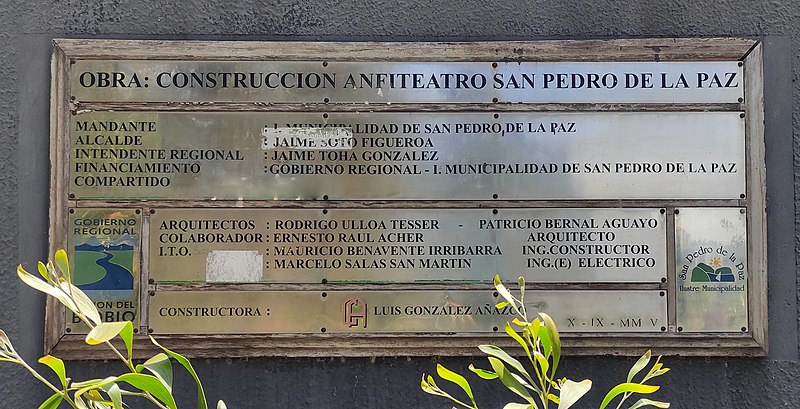 OBRA: CONSTRUCCION ANFITEATRO SAN PEDRO DE LA PAZ
MANDANTE : I. MUNICIPALIDAD DE SAN PEDRO DE LA PAZ
ALCALDE : JAIME SOTO FIGUEROA
INTENDENTE REGIONAL : JAIME TOHA GONZALEZ
FINANCIAMIENTO : GOBIERNO REGIONAL - I. MUNICIPALIDAD DE SAN PEDRO DE LA PAZ
COMPARTIDO
GOBIERNO
REGIONAL
DEL
ARQUITECTOS : RODRIGO ULLOA TESSER - PATRICIO BERNAL AGUAYO
COLABORADOR : ERNESTO RAUL ACHER ARQUITECTO
I.T.O. : MAURICIO BENAVENTE IRRIBARRA ING.CONSTRUCTOR
: MARCELO SALAS SAN MARTIN ING.(E) ELECTRICO
San Pedro de la Paz
Ilustre Municipalidad
CONSTRUCTORA : LUIS GONZALEZ
X - IX - MM V